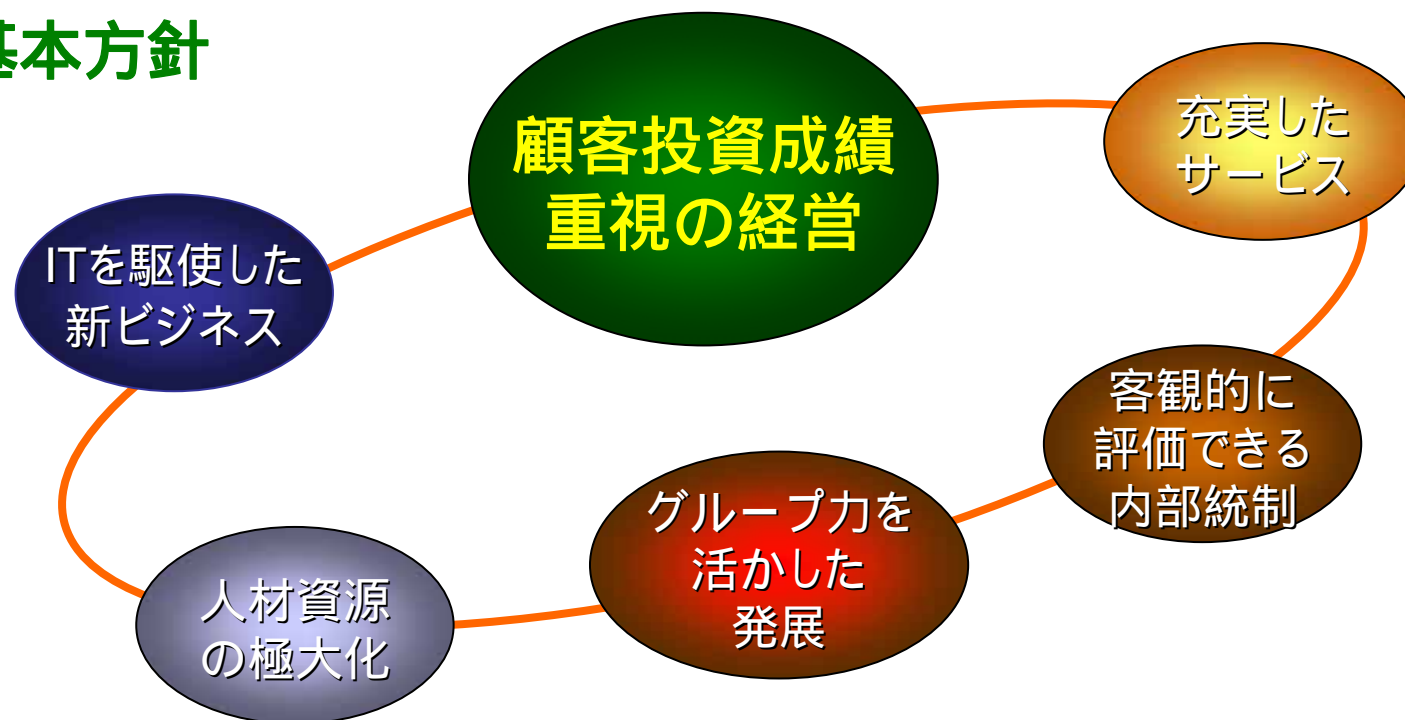 基本方針
顧客投資成績
重視の経営
充実した
サービス
ITを駆使した
新ビジネス
客観的に
評価できる
内部統制
グループ力を
活かした
発展
人材資源
の極大化